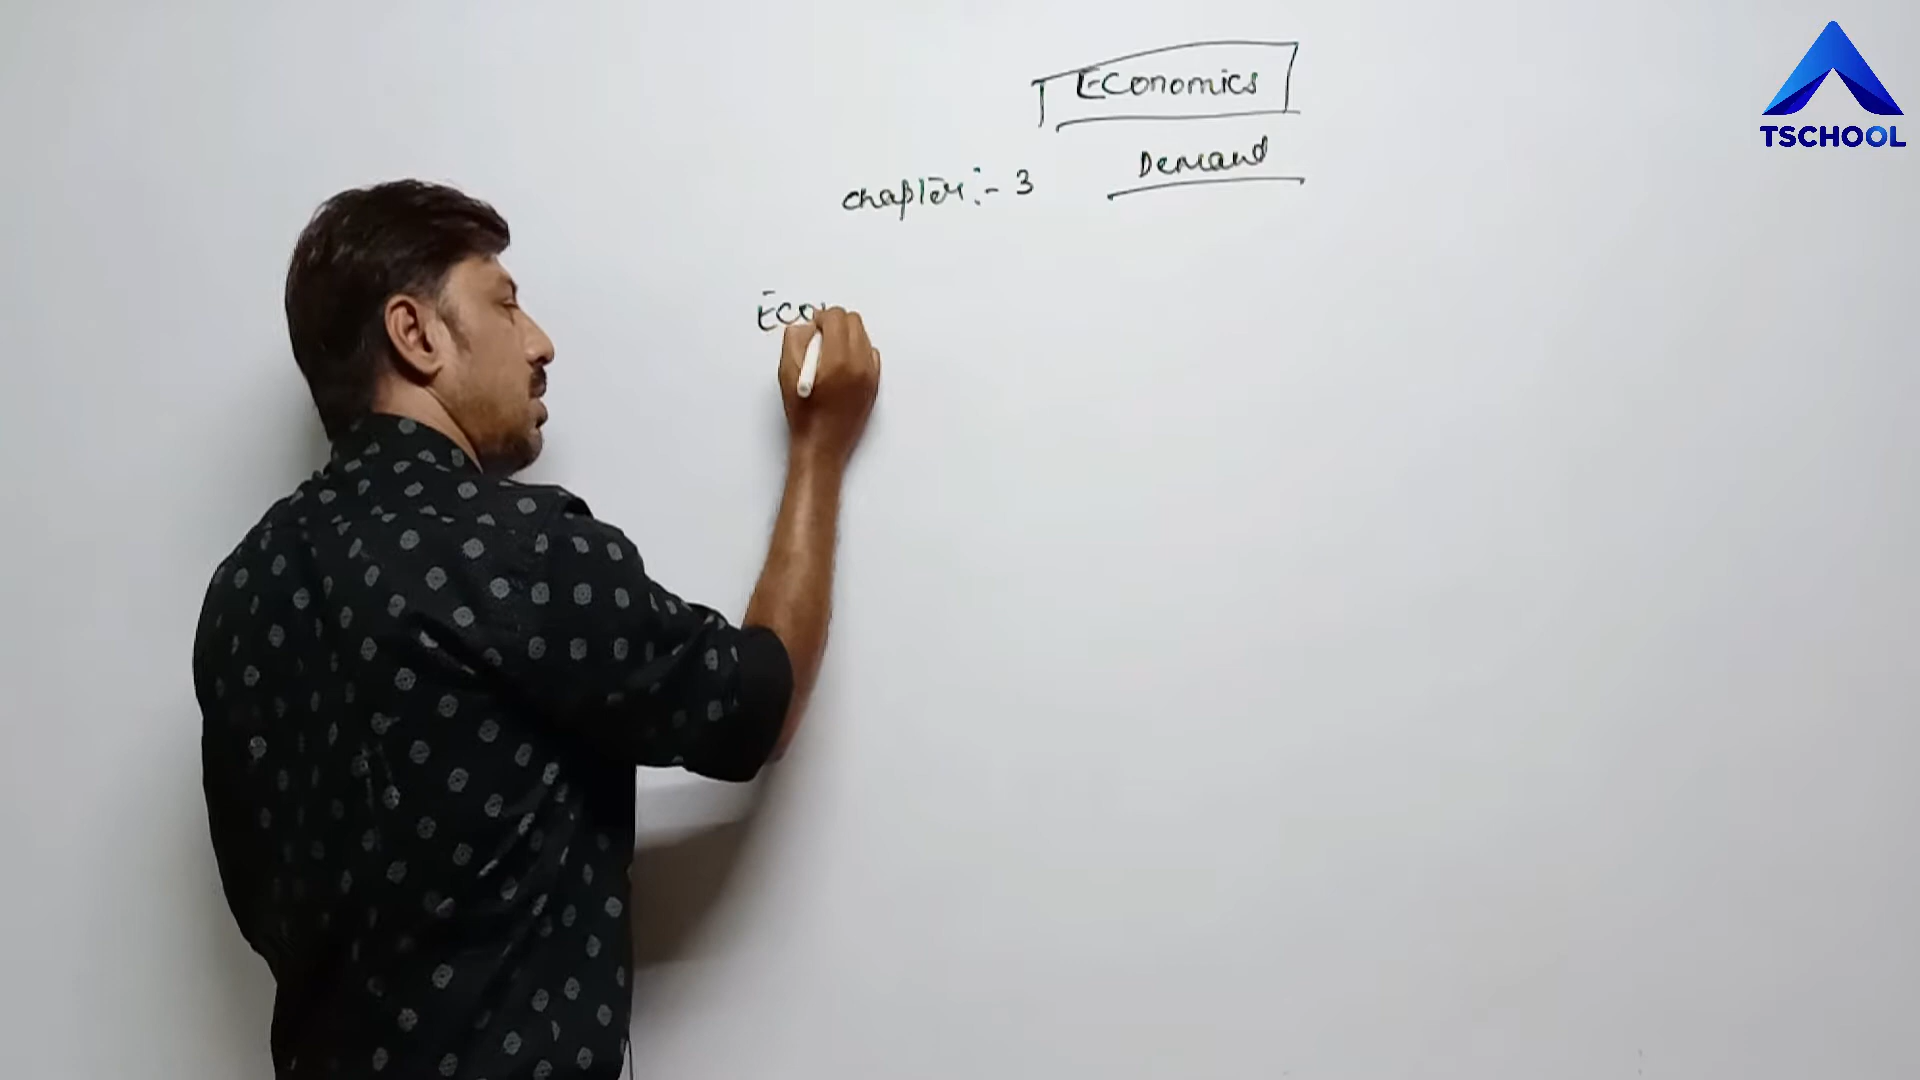 Economics
Demand
chapter:- 3
Eco
TSCHOOL